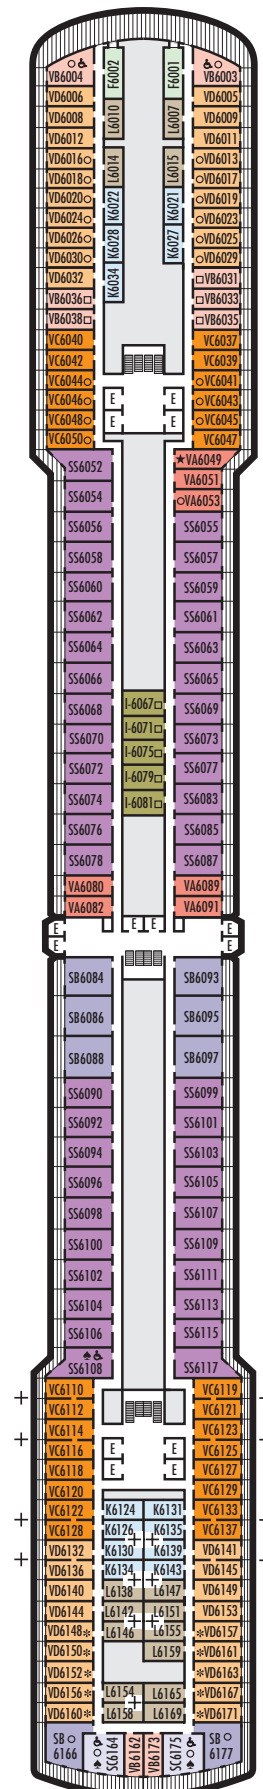 VB6004
VD6006
VD6008
VD6012
VD6016
VD6018
VD6020
VD6024
VD6026
VD6030
VD6032
VB6036
VB6038
VC6040
VC6042
VC6044
VC6046
VC6048
VC6050
F6002
L6010
L6014
K6022
K6028
K6034
F6001
L6007
L6015
K6021
K6027
VB6003
VD6005
VD6009
VD6011
VD6013
VD6017
VD6019
VD6023
VD6025
VD6029
VB6031
VB6033
VB6035
VC6037
VC6039
VC6041
VC6043
VC6045
VC6047
E E
E E
SS6052
SS6054
SS6056
SS6058
SS6060
SS6062
SS6064
SS6066
SS6068
SS6070
SS6072
SS6074
SS6076
SS6078
VA6080
VA6082
I-6067
I-6071
I-6075
I-6079
I-6081
★VA6049
VA6051
VA6053
SS6055
SS6057
SS6059
SS6061
SS6063
SS6065
SS6069
SS6073
SS6077
SS6083
SS6085
SS6087
VA6089
VA6091
E E E E
E E
SB6084
SB6086
SB6088
SS6090
SS6092
SS6094
SS6096
SS6098
SS6100
SS6102
SS6104
SS6106
SS6108
SB6093
SB6095
SB6097
SS6099
SS6101
SS6103
SS6105
SS6107
SS6109
SS6111
SS6113
SS6115
SS6117
VC6110
VC6112
VC6114
VC6116
VC6118
VC6120
VC6122
VC6128
VD6132
VD6136
VD6140
VD6144
VD6148*
VD6150*
VD6152*
VD6156*
VD6160*
SB
6166
E E
E E
K6124
K6126
K6130
K6134
L6138
L6142
L6146
L6154
L6158
K6131
K6135
K6139
K6143
L6147
L6151
L6155
L6159
L6165
L6169
SC6164
VB6162
VB6173
SC6175
VC6119
VC6121
VC6123
VC6125
VC6127
VC6129
VC6133
VC6137
VD6141
VD6145
VD6149
VD6153
*VD6157
*VD6161
*VD6163
*VD6167
*VD6171
SB
6177